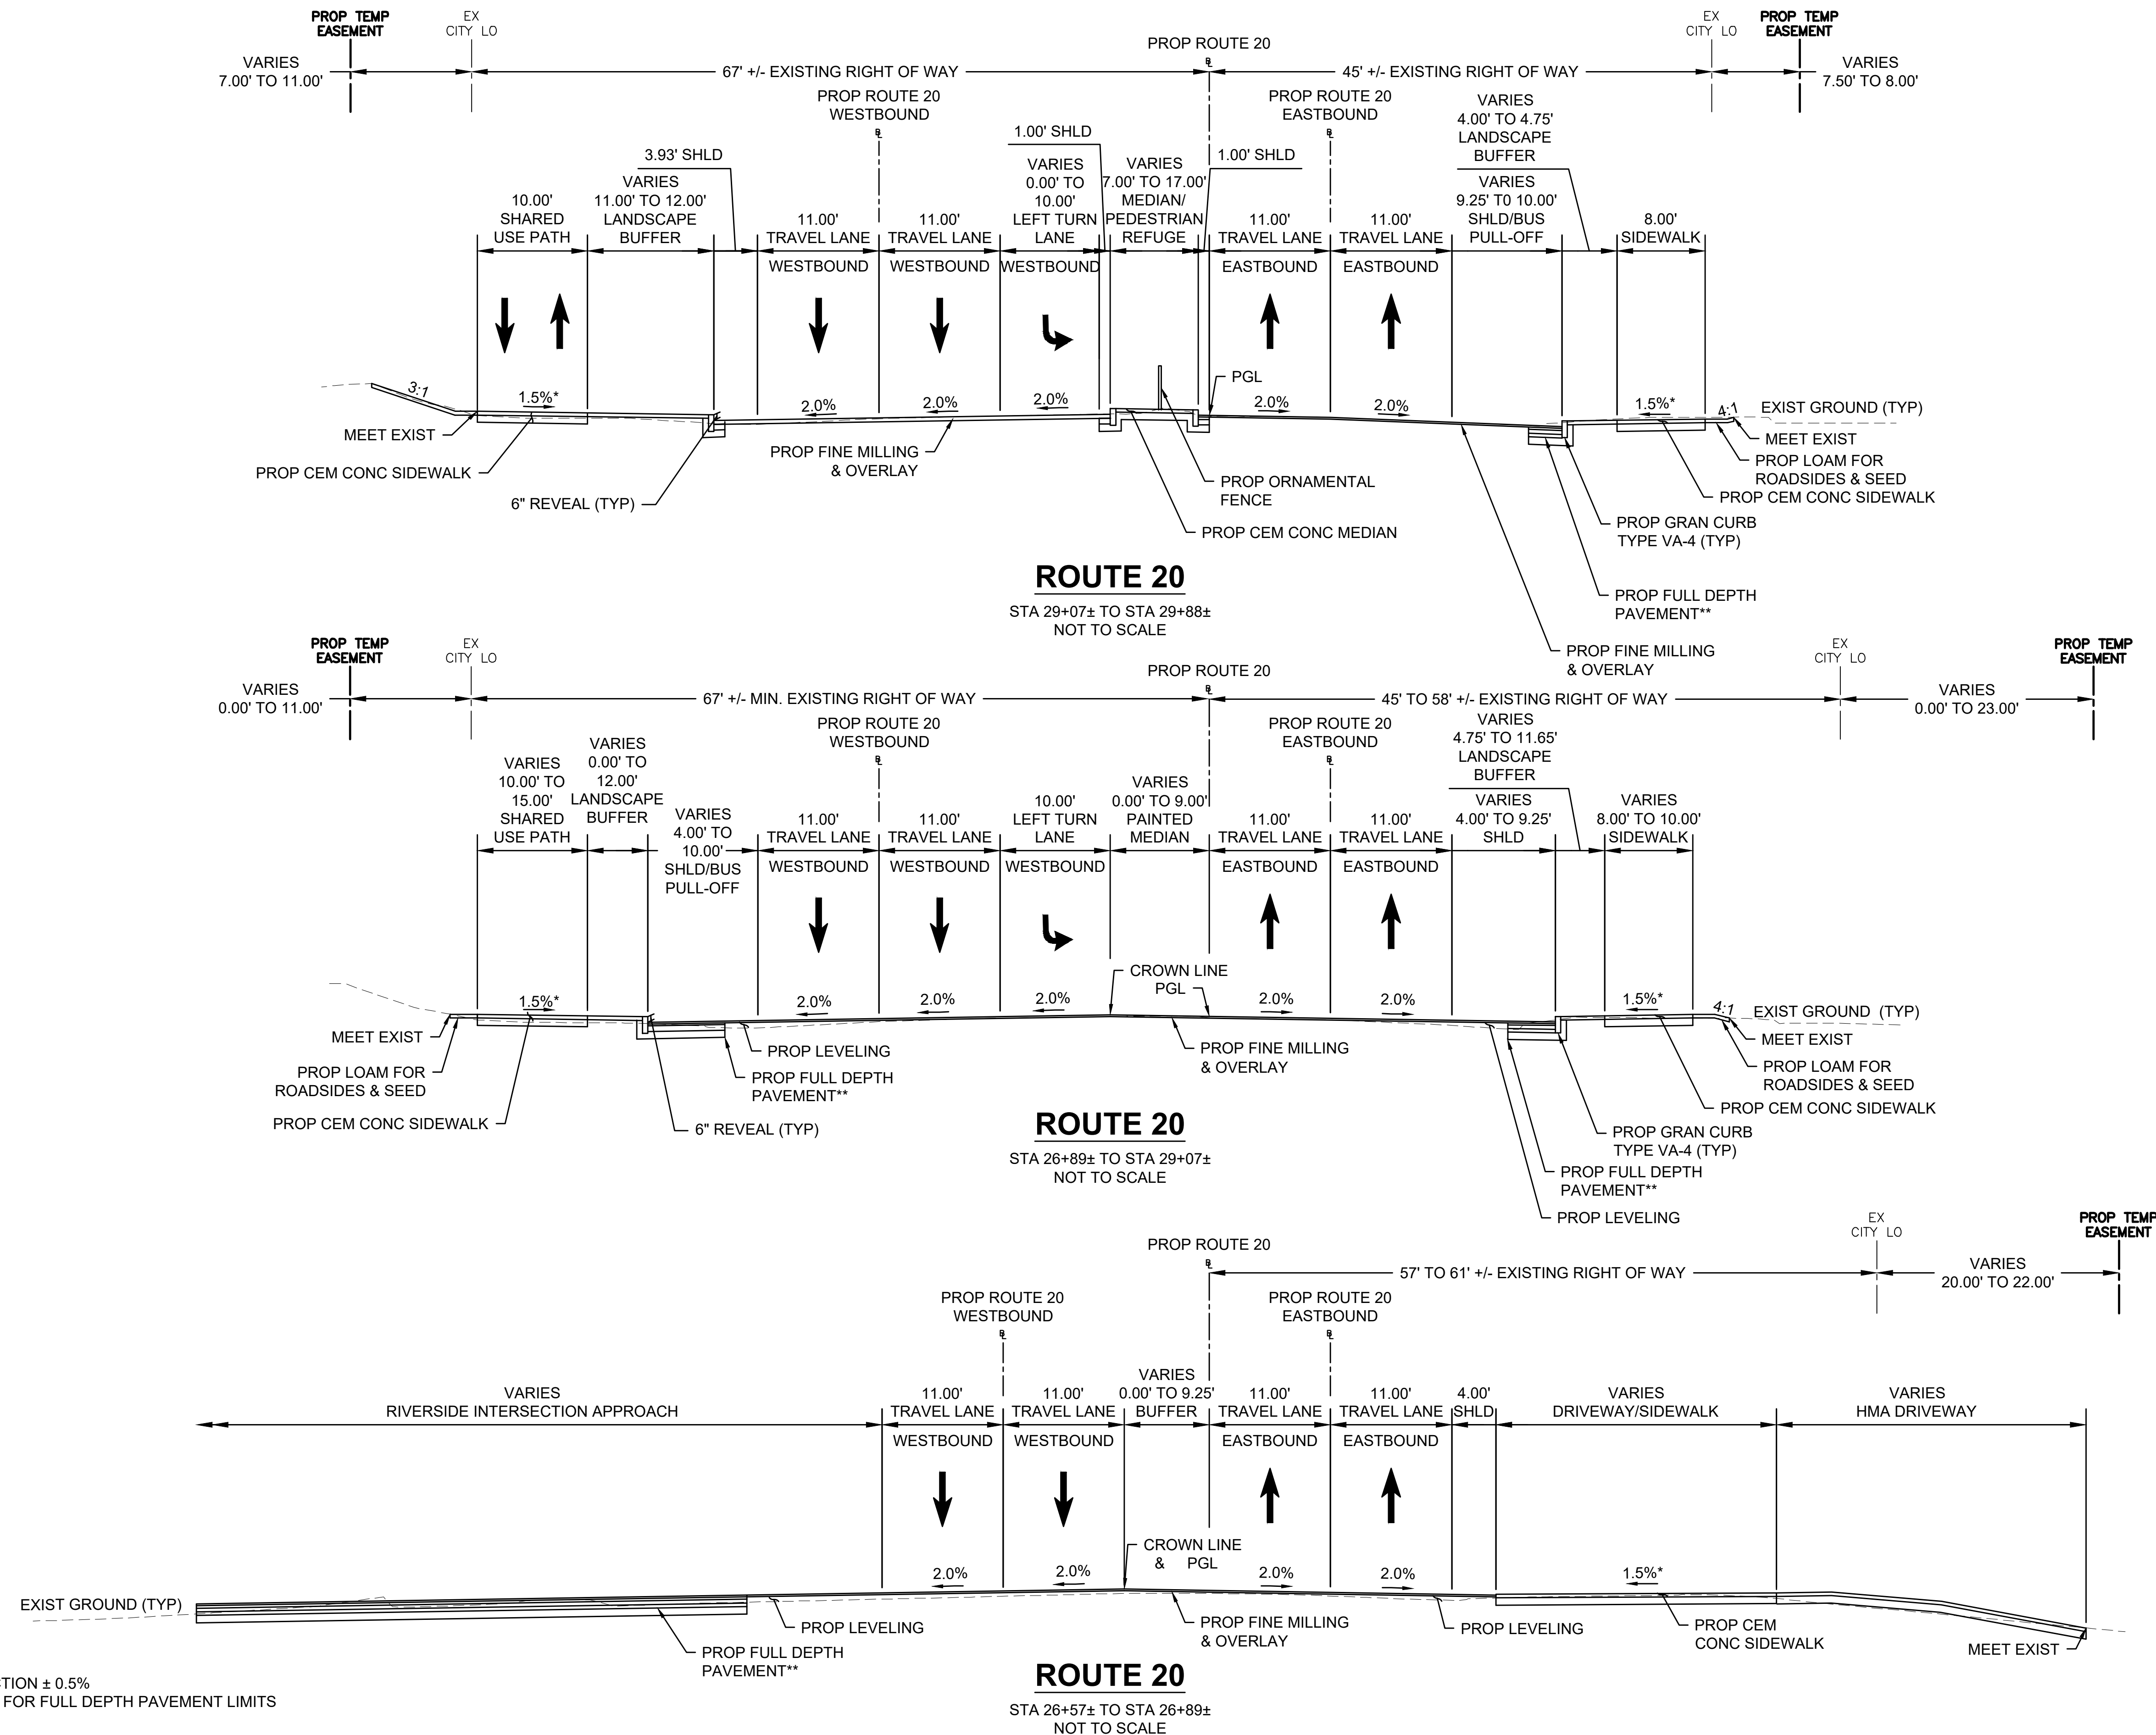 PROP TEMP
EASEMENT
EX
CITY LO
EX
CITY LO
PROP TEMP
EASEMENT
PROP ROUTE 20
VARIES
7.00' TO 11.00'
67' +/- EXISTING RIGHT OF WAY
45' +/- EXISTING RIGHT OF WAY
VARIES
7.50' TO 8.00'
PROP ROUTE 20
WESTBOUND
PROP ROUTE 20
EASTBOUND
VARIES
4.00' TO 4.75'
LANDSCAPE
BUFFER
3.93' SHLD
1.00' SHLD
1.00' SHLD
10.00'
SHARED
USE PATH
VARIES
11.00' TO 12.00'
LANDSCAPE
BUFFER
11.00'
TRAVEL LANE
WESTBOUND
11.00'
TRAVEL LANE
WESTBOUND
VARIES
0.00' TO
10.00'
LEFT TURN
LANE
WESTBOUND
VARIES
7.00' TO 17.00'
MEDIAN/
PEDESTRIAN
REFUGE
11.00'
TRAVEL LANE
EASTBOUND
11.00'
TRAVEL LANE
EASTBOUND
VARIES
9.25' T0 10.00'
SHLD/BUS
PULL-OFF
8.00'
SIDEWALK
3:1
1.5%*
2.0%
2.0%
2.0%
PGL
2.0%
2.0%
1.5%*
4:1
EXIST GROUND (TYP)
MEET EXIST
PROP CEM CONC SIDEWALK
6" REVEAL (TYP)
PROP FINE MILLING
& OVERLAY
PROP ORNAMENTAL
FENCE
PROP CEM CONC MEDIAN
MEET EXIST
PROP LOAM FOR
ROADSIDES & SEED
PROP CEM CONC SIDEWALK
PROP GRAN CURB
TYPE VA-4 (TYP)
PROP FULL DEPTH
PAVEMENT**
PROP FINE MILLING
& OVERLAY
ROUTE 20
STA 29+07± TO STA 29+88±
NOT TO SCALE
PROP TEMP
EASEMENT
EX
CITY LO
EX
CITY LO
PROP TEMP
EASEMENT
PROP ROUTE 20
VARIES
0.00' TO 11.00'
67' +/- MIN. EXISTING RIGHT OF WAY
45' TO 58' +/- EXISTING RIGHT OF WAY
VARIES
0.00' TO 23.00'
PROP ROUTE 20
WESTBOUND
PROP ROUTE 20
EASTBOUND
VARIES
4.75' TO 11.65'
LANDSCAPE
BUFFER
VARIES
10.00' TO
15.00'
SHARED
USE PATH
VARIES
0.00' TO
12.00'
LANDSCAPE
BUFFER
VARIES
4.00' TO
10.00'
SHLD/BUS
PULL-OFF
11.00'
TRAVEL LANE
WESTBOUND
11.00'
TRAVEL LANE
WESTBOUND
10.00'
LEFT TURN
LANE
WESTBOUND
VARIES
0.00' TO 9.00'
PAINTED
MEDIAN
11.00'
TRAVEL LANE
EASTBOUND
11.00'
TRAVEL LANE
EASTBOUND
VARIES
4.00' TO 9.25'
SHLD
VARIES
8.00' TO 10.00'
SIDEWALK
1.5%*
2.0%
2.0%
2.0%
CROWN LINE
PGL
2.0%
2.0%
1.5%*
4:1
EXIST GROUND (TYP)
MEET EXIST
PROP LOAM FOR
ROADSIDES & SEED
PROP CEM CONC SIDEWALK
PROP LEVELING
PROP FULL DEPTH
PAVEMENT**
6" REVEAL (TYP)
PROP FINE MILLING
& OVERLAY
MEET EXIST
PROP LOAM FOR
ROADSIDES & SEED
PROP CEM CONC SIDEWALK
PROP GRAN CURB
TYPE VA-4 (TYP)
PROP FULL DEPTH
PAVEMENT**
PROP LEVELING
ROUTE 20
STA 26+89± TO STA 29+07±
NOT TO SCALE
EX
CITY LO
PROP TEMP
EASEMENT
PROP ROUTE 20
57' TO 61' +/- EXISTING RIGHT OF WAY
VARIES
20.00' TO 22.00'
PROP ROUTE 20
WESTBOUND
PROP ROUTE 20
EASTBOUND
VARIES
RIVERSIDE INTERSECTION APPROACH
11.00'
TRAVEL LANE
WESTBOUND
11.00'
TRAVEL LANE
WESTBOUND
VARIES
0.00' TO 9.25'
BUFFER
11.00'
TRAVEL LANE
EASTBOUND
11.00'
TRAVEL LANE
EASTBOUND
4.00'
SHLD
VARIES
DRIVEWAY/SIDEWALK
VARIES
HMA DRIVEWAY
2.0%
2.0%
CROWN LINE
& PGL
2.0%
2.0%
1.5%*
EXIST GROUND (TYP)
PROP LEVELING
PROP FULL DEPTH
PAVEMENT**
PROP FINE MILLING
& OVERLAY
PROP LEVELING
PROP CEM
CONC SIDEWALK
MEET EXIST
ROUTE 20
STA 26+57± TO STA 26+89±
NOT TO SCALE
TION ± 0.5%
FOR FULL DEPTH PAVEMENT LIMITS